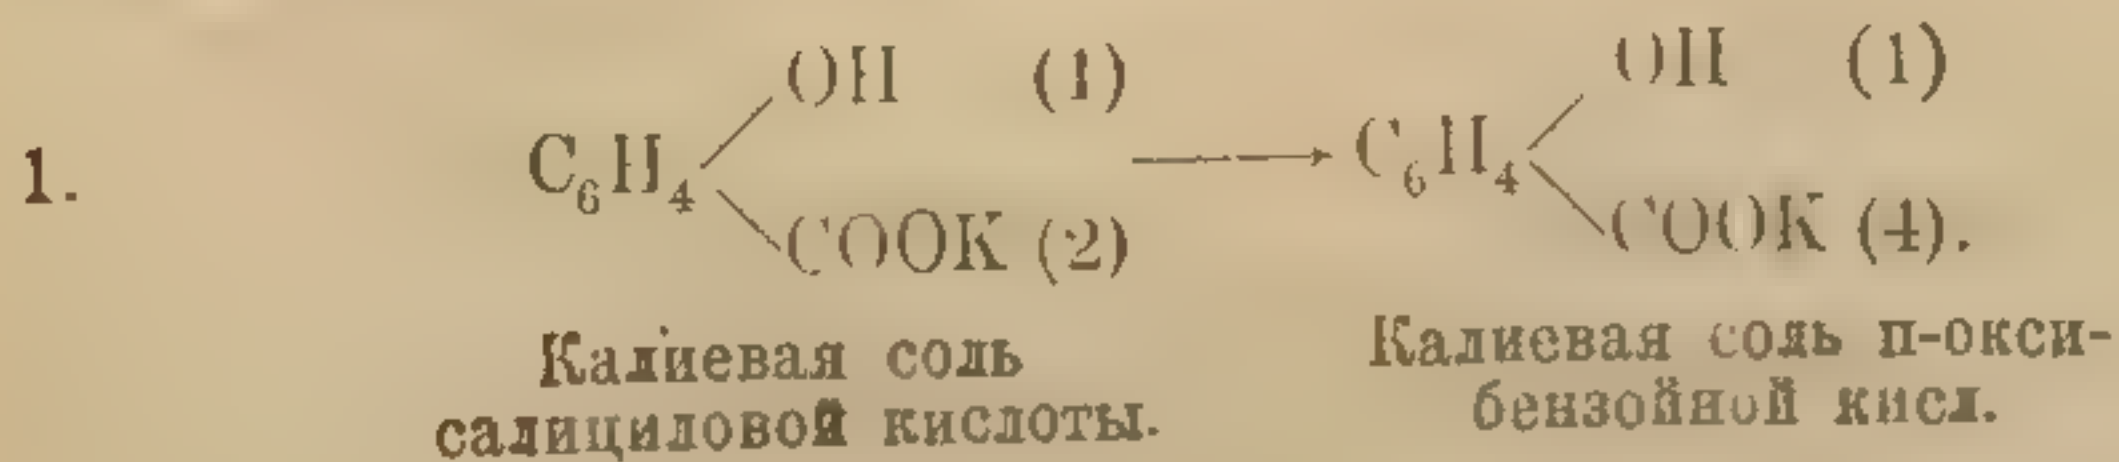 OH (1) OH (1)
1. C₆H₄ → C₆H₄
COOK (2) COOK (4).
Калиевая соль Калиевая соль п-окси-
салициловой кислоты. бензойной кисл.